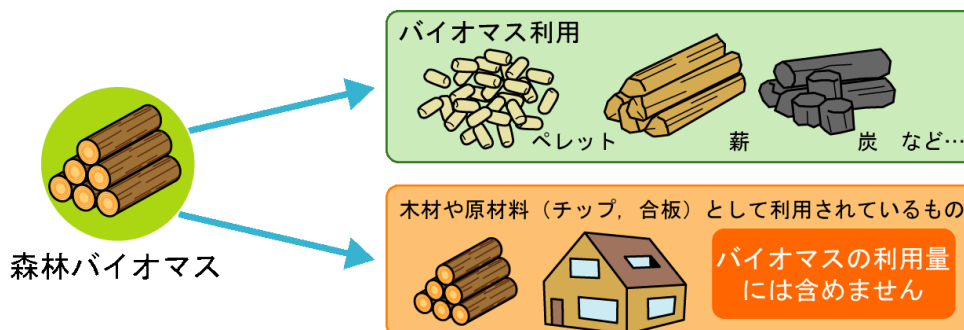 バイオマス利用
ペレット
薪
炭
など…
森林バイオマス
木材や原材料（チップ，合板）として利用されているもの
バイオマスの利用量
には含めません